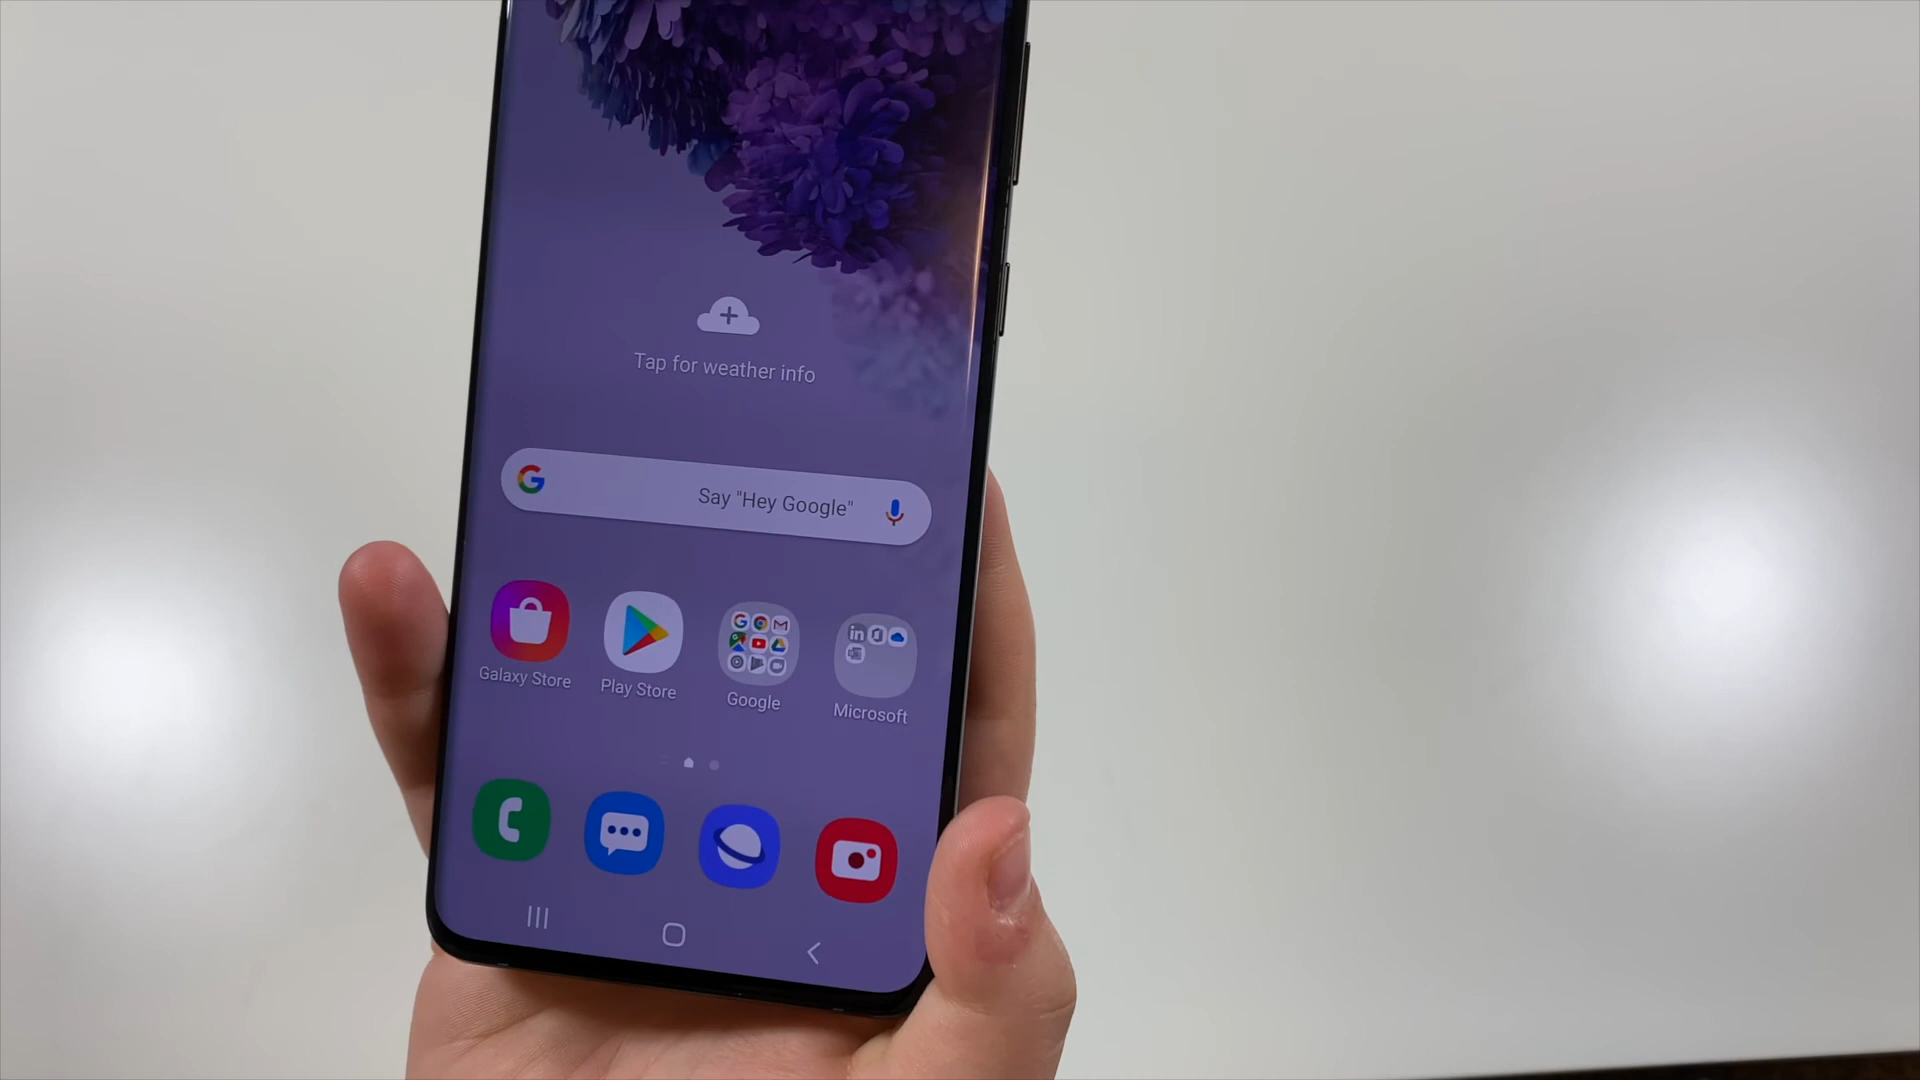 Tap for weather info
Say "Hey Google"
Galaxy Store
Play Store
Google
Microsoft